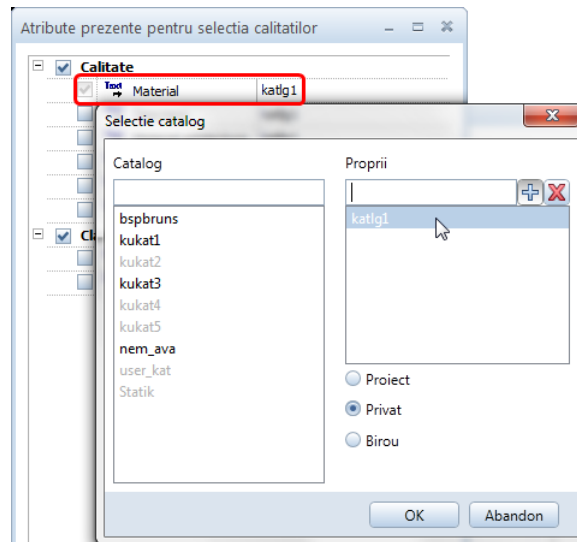 Atribute prezente pentru selectia calitatilor
Calitate
Text Material katlg1
Selectie catalog
Catalog Proprii
bspbruns
kukat1
kukat2
kukat3
kukat4
kukat5
nem_ava
user_kat
Statik
katlg1
Proiect
Privat
Birou
OK Abandon